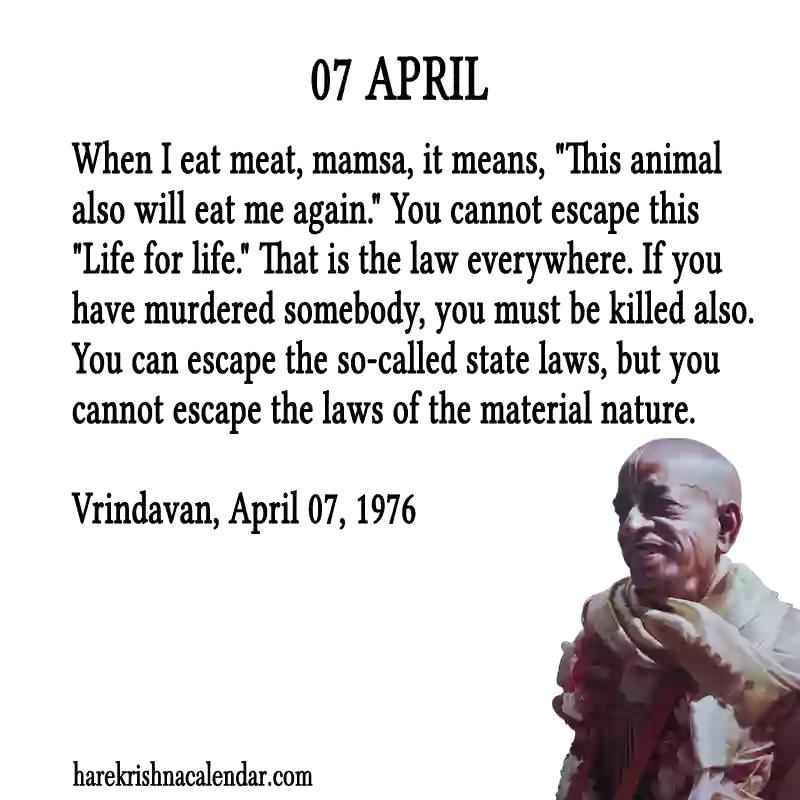 07 APRIL
When I eat meat, mamsa, it means, "This animal
also will eat me again." You cannot escape this
"Life for life." That is the law everywhere. If you
have murdered somebody, you must be killed also.
You can escape the so-called state laws, but you
cannot escape the laws of the material nature.
Vrindavan, April 07, 1976
harekrishnacalendar.com